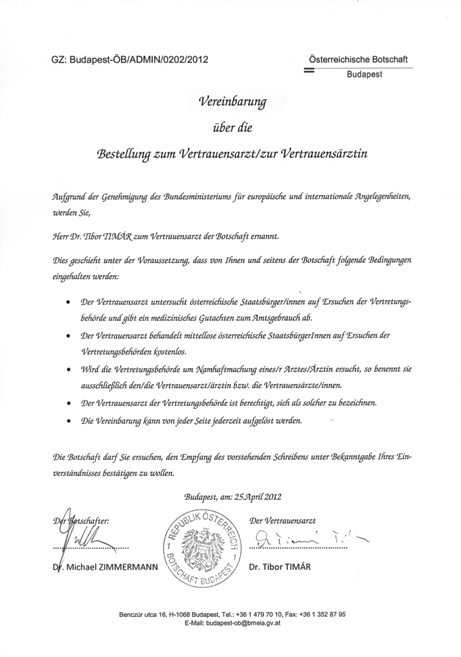 GZ: Budapest-ÖB/ADMIN/0202/2012
Österreichische Botschaft
Budapest
Vereinbarung
über die
Bestellung zum Vertrauensarzt/zur Vertrauensärztin
Aufgrund der Genehmigung des Bundesministeriums für europäische und internationale Angelegenheiten,
werden Sie,
Herr Dr. Tibor TIMÁR zum Vertrauensarzt der Botschaft ernannt.
Dies geschieht unter der Voraussetzung, dass von Ihnen und seitens der Botschaft folgende Bedingungen
eingehalten werden:
• Der Vertrauensarzt untersucht österreichische Staatsbürger/innen auf Ersuchen der Vertretungs-
behörde und gibt ein medizinisches Gutachten zum Amtsgebrauch ab.
• Der Vertrauensarzt behandelt mittellose österreichische StaatsbürgerInnen auf Ersuchen der
Vertretungsbehörden kostenlos.
• Wird die Vertretungsbehörde um Namhaftmachung eines/r Arztes/Ärztin ersucht, so benennt sie
ausschließlich den/die Vertrauensarzt/ärztin bzw. die Vertrauensärzte/innen.
• Der Vertrauensarzt der Vertretungsbehörde ist berechtigt, sich als solcher zu bezeichnen.
• Die Vereinbarung kann von jeder Seite jederzeit aufgelöst werden.
Die Botschaft darf Sie ersuchen, den Empfang des vorstehenden Schreibens unter Bekanntgabe Ihres Ein-
verständnisses bestätigen zu wollen.
Budapest, am: 25.April 2012
Der Botschafter:
Der Vertrauensarzt
REPUBLIK ÖSTERREICH
1 1
BOTSCHAFT BUDAPEST
Dr. Michael ZIMMERMANN
Dr. Tibor TIMÁR
Benczúr utca 16, H-1068 Budapest, Tel.: +36 1 479 70 10, Fax: +36 1 352 87 95
E-Mail: budapest-ob@bmeia.gv.at